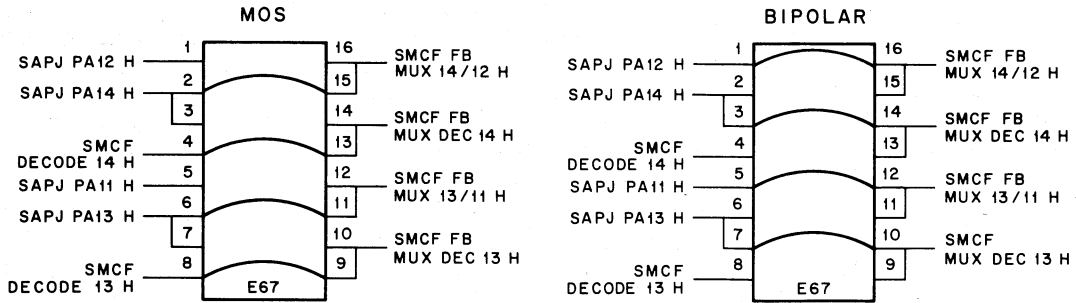 MOS
SAPJ PA12 H
1
16
SMCF FB
MUX 14/12 H
SAPJ PA14 H
2
15
3
14
SMCF FB
MUX DEC 14 H
SMCF
DECODE 14 H
4
13
SAPJ PA11 H
5
12
SMCF FB
MUX 13/11 H
SAPJ PA13 H
6
11
7
10
SMCF FB
MUX DEC 13 H
SMCF
DECODE 13 H
8
9
E67
BIPOLAR
SAPJ PA12 H
1
16
SMCF FB
MUX 14/12 H
SAPJ PA14 H
2
15
3
14
SMCF FB
MUX DEC 14 H
SMCF
DECODE 14 H
4
13
SAPJ PA11 H
5
12
SMCF FB
MUX 13/11 H
SAPJ PA13 H
6
11
7
10
SMCF
MUX DEC 13 H
SMCF
DECODE 13 H
8
9
E67